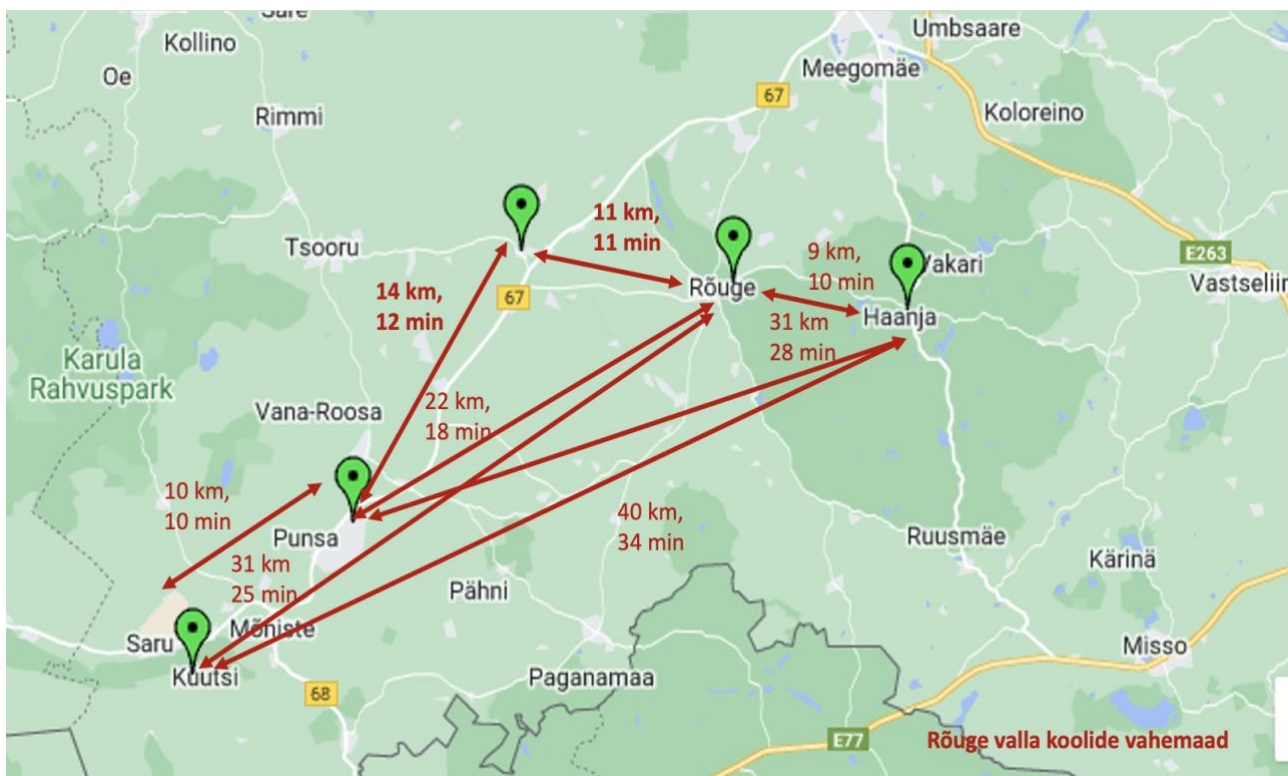 Sare
Kollino
Oe
Rimmi
Umbsaare
Meegomäe
67
Koloreino
Tsooru
11 km,
11 min
67
Rõuge
9 km,
10 min
Vakari
E263
Vastseliin
Haanja
14 km,
12 min
31 km
28 min
Karula
Rahvuspark
Vana-Roosa
22 km,
18 min
10 km,
10 min
Punsa
40 km,
34 min
Ruusmäe
Kärinä
31 km
25 min
Pähni
Saru
Mõniste
Kuutsi
Paganamaa
Misso
68
E77
Rõuge valla koolide vahemaad